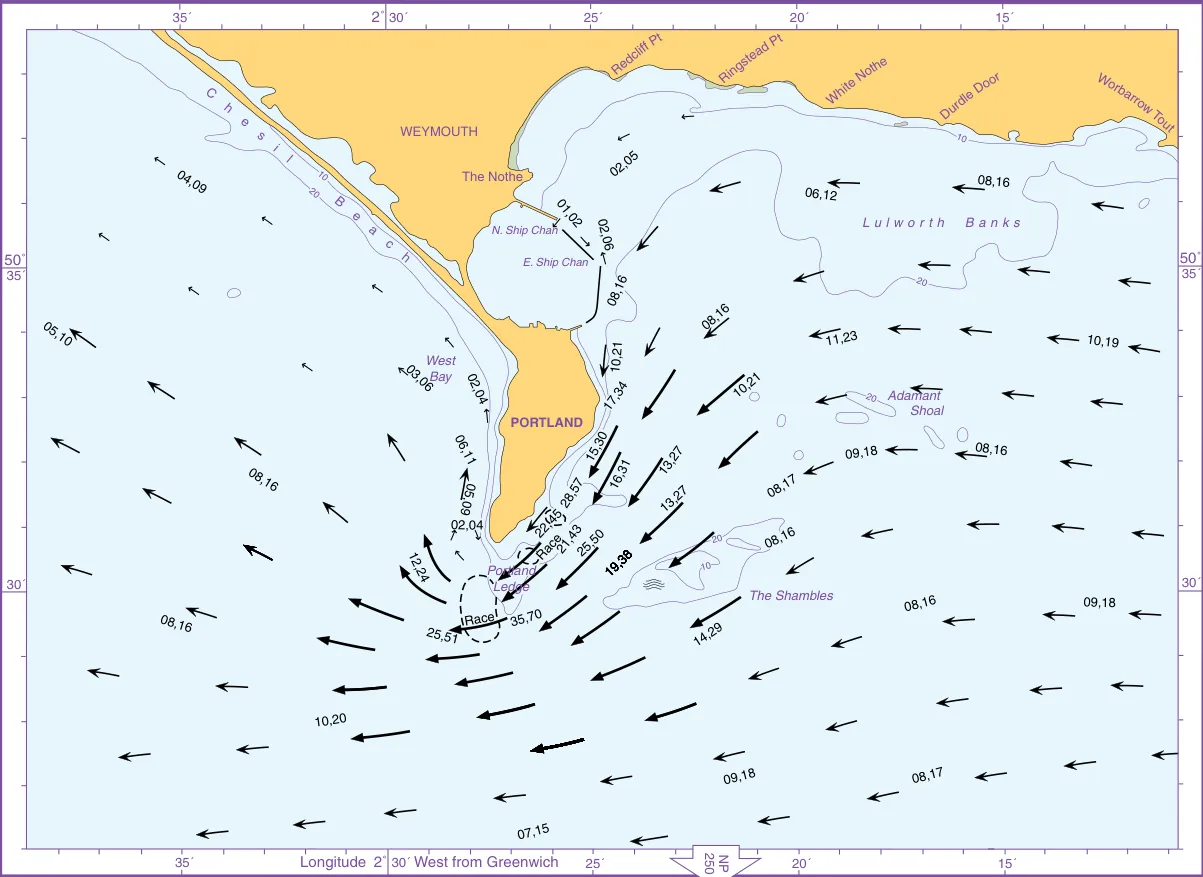 35´
2° 30´
25´
20´
15´
Redcliff Pt
Ringstead Pt
White Nothe
Durdle Door
Worbarrow Tout
Chesil Beach
WEYMOUTH
The Nothe
10
10
20
02,05
04,09
01,02
02,06
N. Ship Chan
E. Ship Chan
06,12
08,16
Lulworth Banks
50°
35´
50°
35´
20
08,16
08,16
05,10
10,21
11,23
10,19
West
Bay
03,06
02,04
17,34
10,21
20
Adamant
Shoal
PORTLAND
06,11
15,30
16,31
13,27
09,18
08,16
08,16
05,09
28,57
13,27
08,17
02,04
22,45
Race
21,43
25,50
19,38
20
10
08,16
12,24
Portland
Ledge
30´
30´
The Shambles
08,16
Race
35,70
25,51
14,29
08,16
09,18
10,20
09,18
08,17
07,15
35´
Longitude 2° 30´ West from Greenwich
25´
NP
250
20´
15´